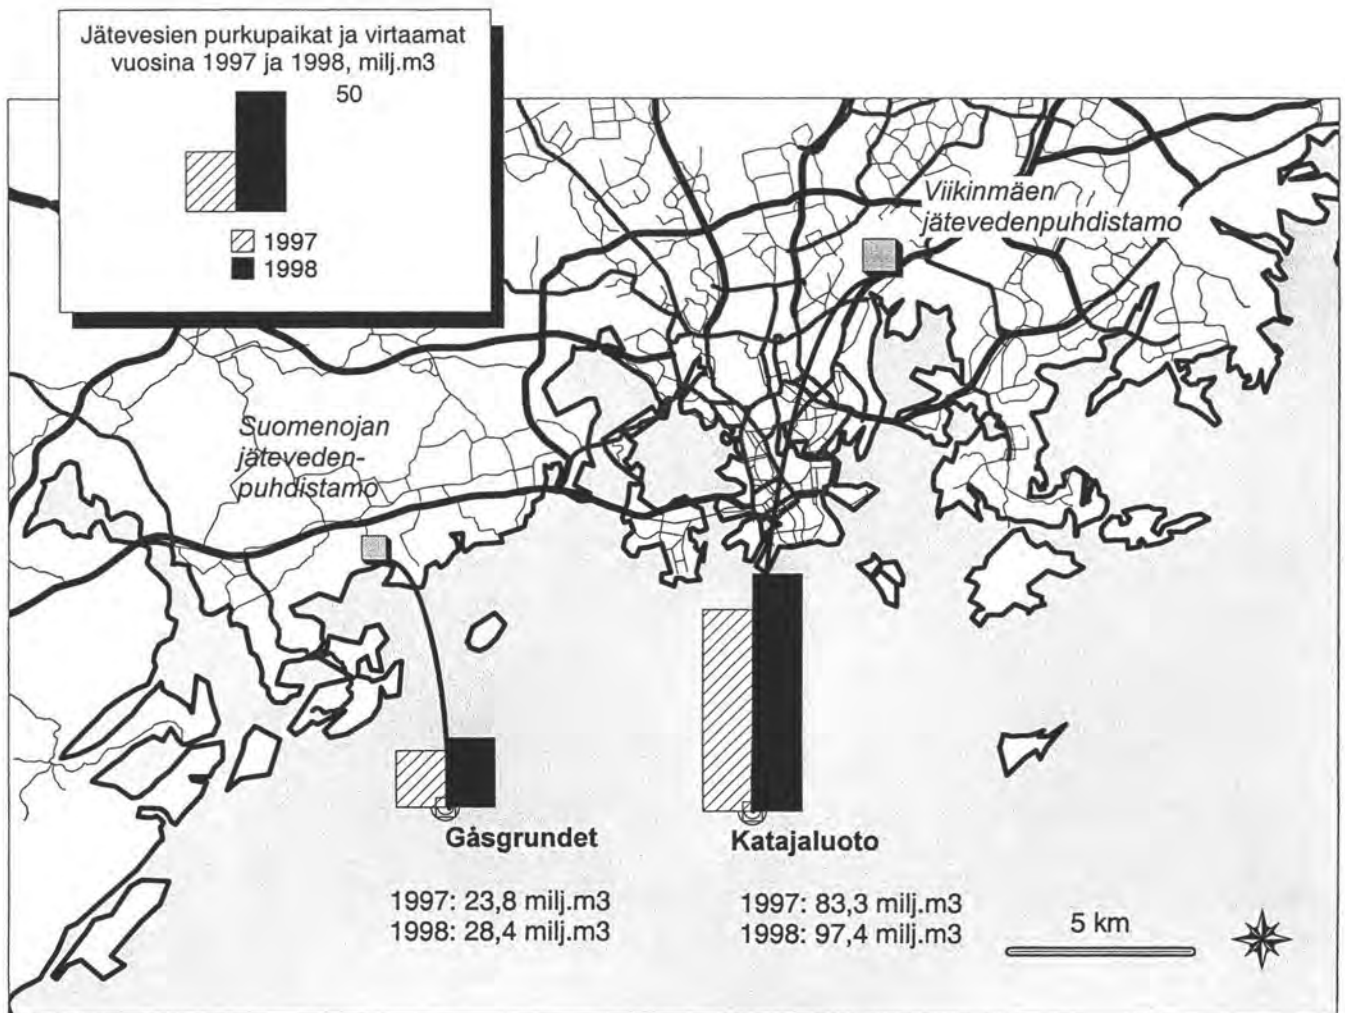 Jätevesien purkupaikat ja virtaamat
vuosina 1997 ja 1998, milj.m3
50
1997
1998
Viikinmäen
jätevedenpuhdistamo
Suomenojan
jäteveden-
puhdistamo
Gåsgrundet
1997: 23,8 milj.m3
1998: 28,4 milj.m3
Katajaluoto
1997: 83,3 milj.m3
1998: 97,4 milj.m3
5 km